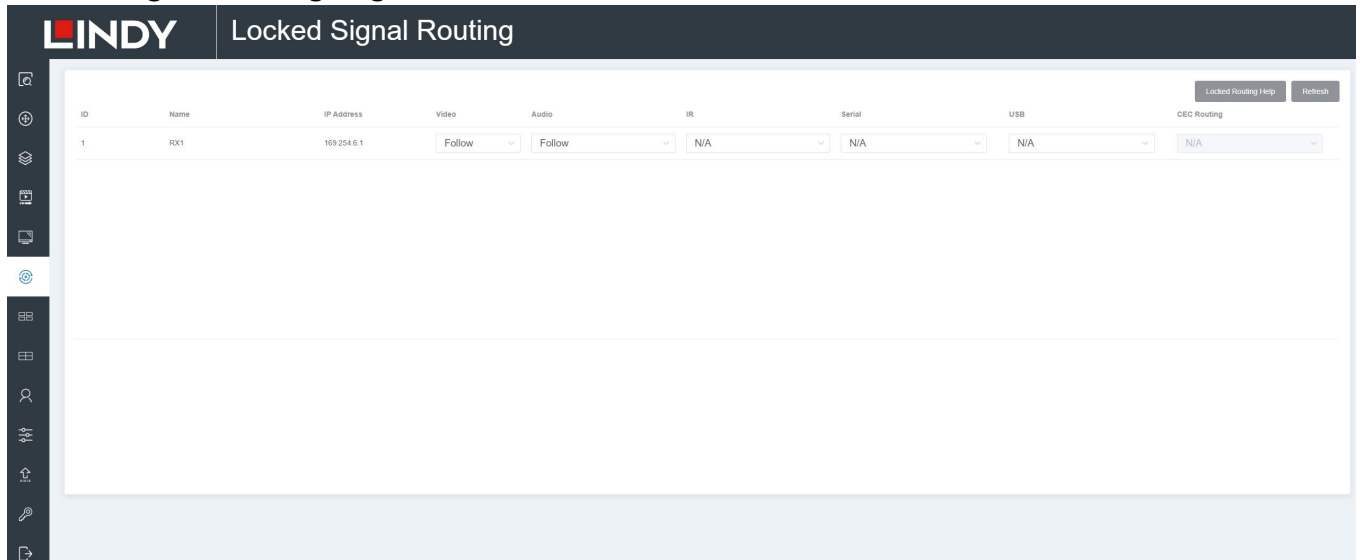 LINDY Locked Signal Routing
Locked Routing Help Refresh
ID Name IP Address Video Audio IR Serial USB CEC Routing
1 RX1 169.254.6.1 Follow Follow N/A N/A N/A N/A